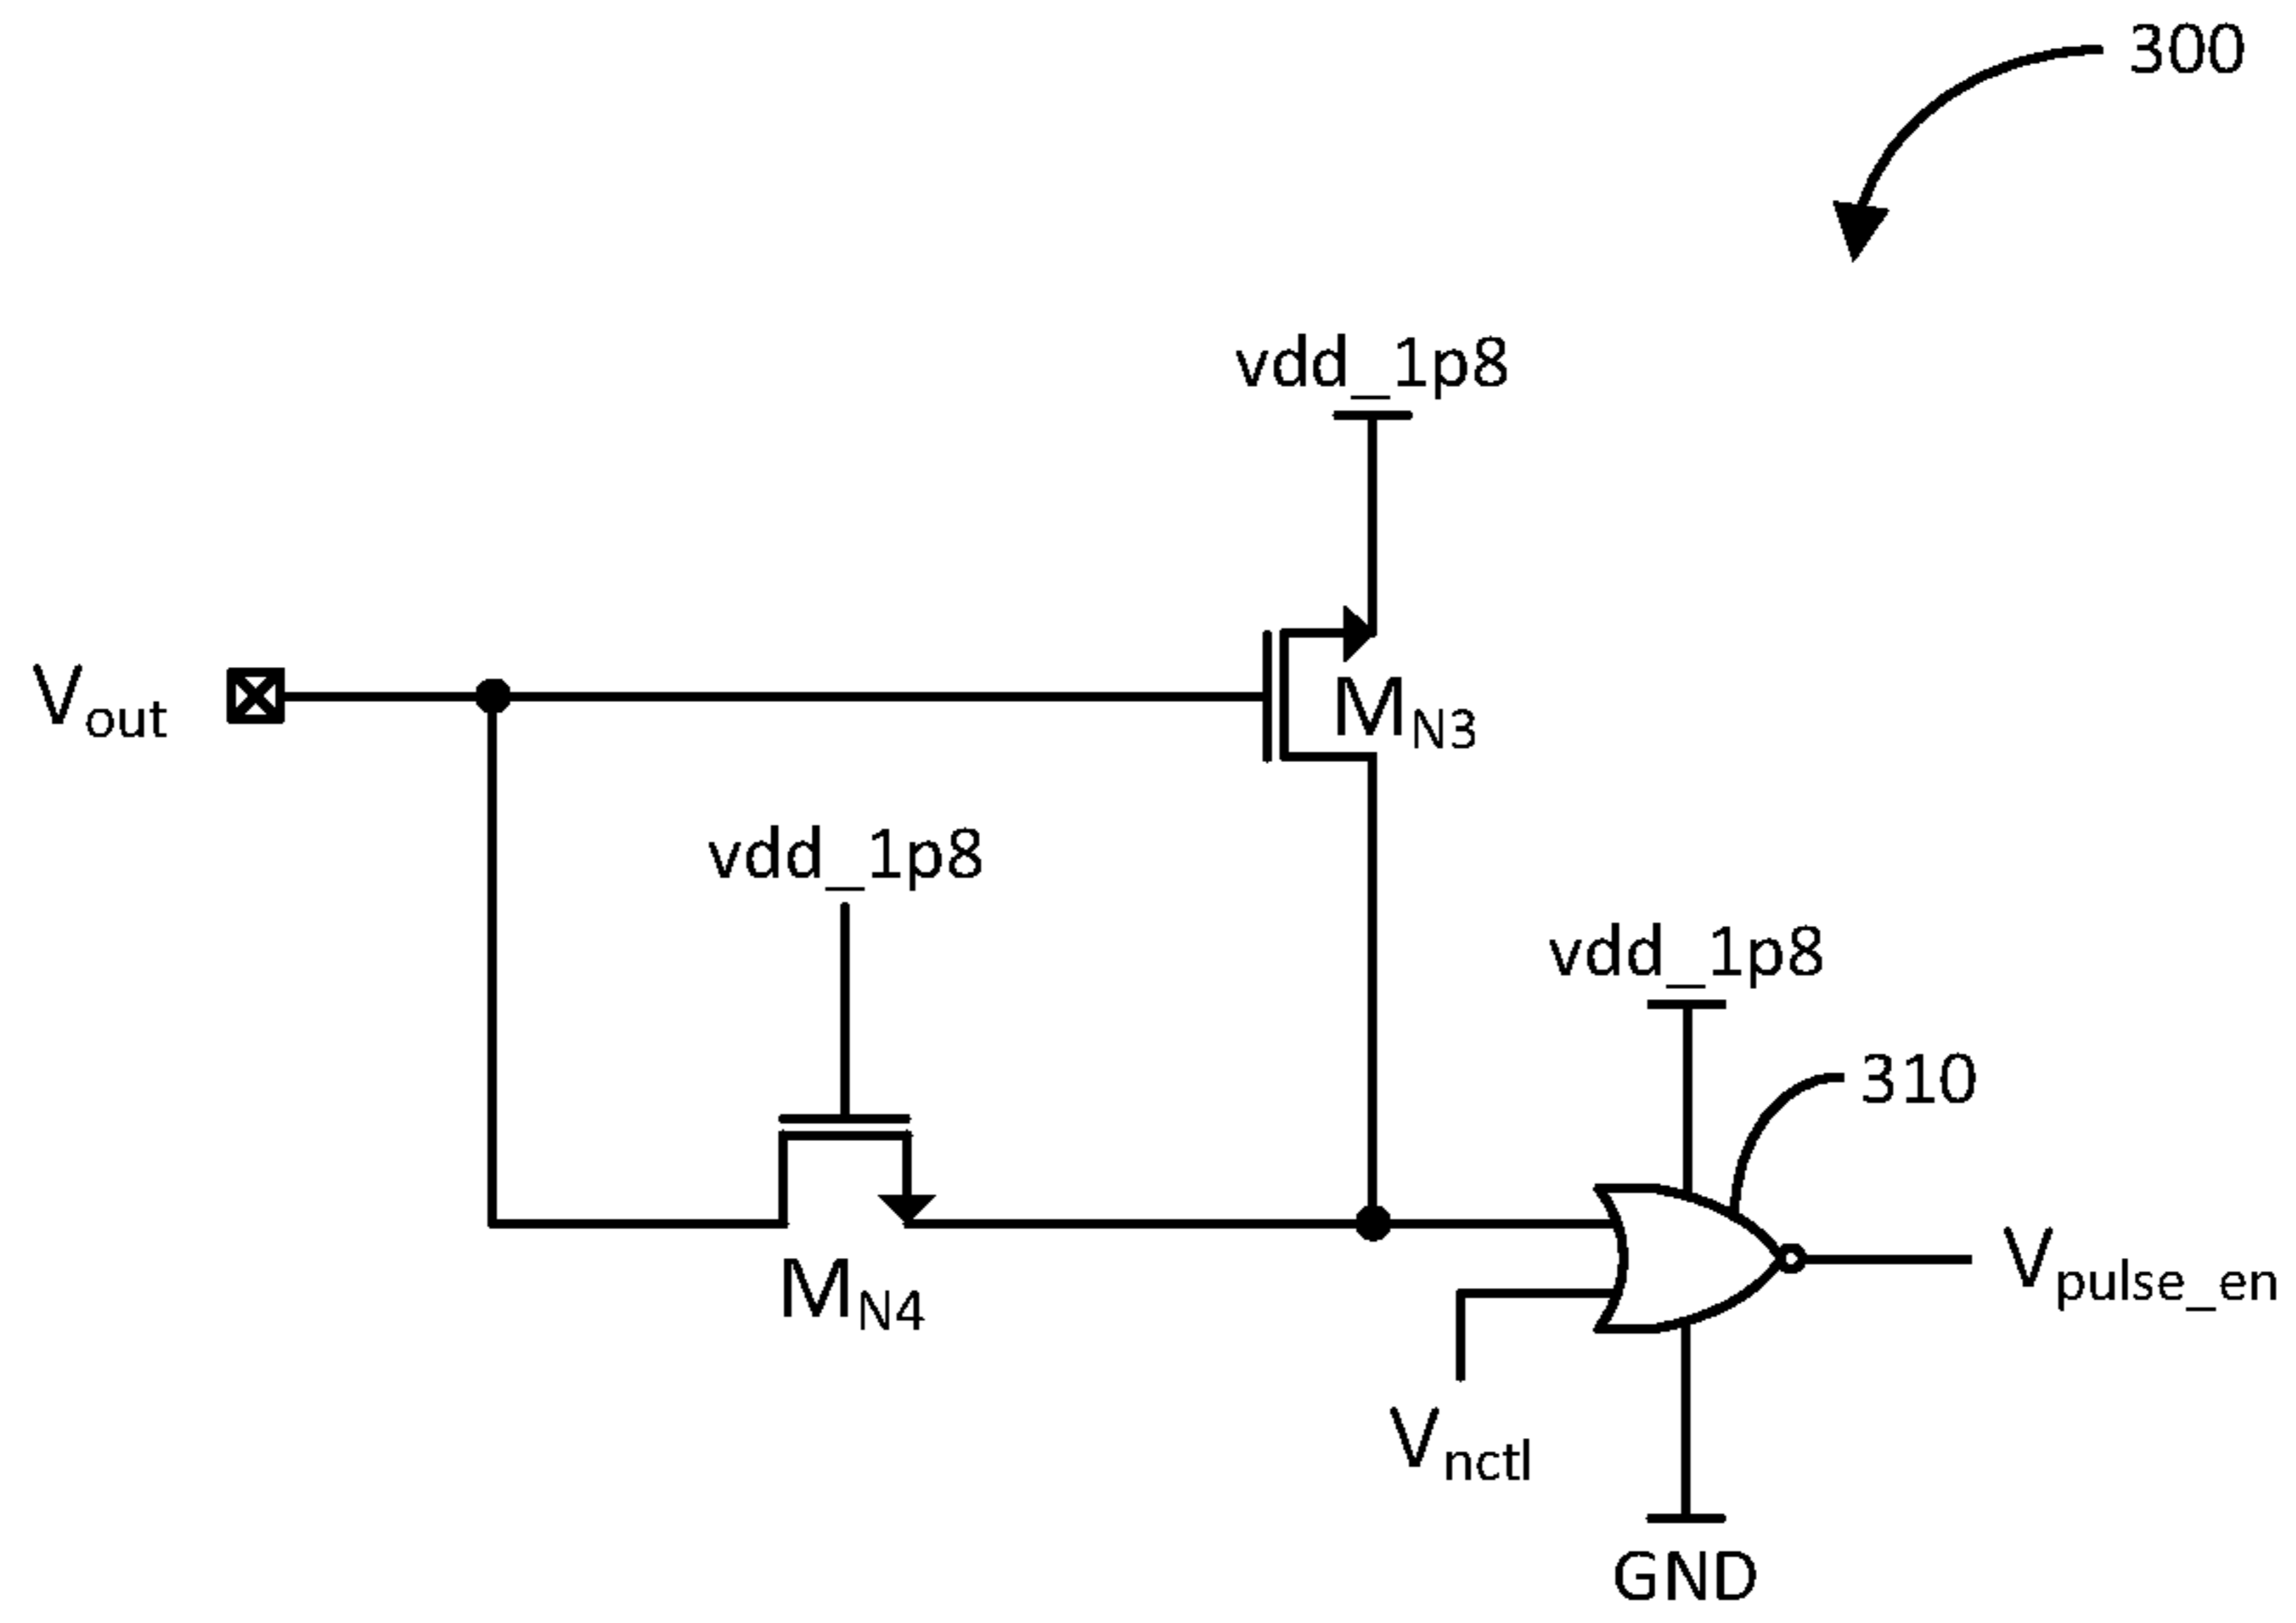 300
vdd_1p8
Vout
MN3
vdd_1p8
vdd_1p8
310
MN4
Vpulse_en
Vnctl
GND